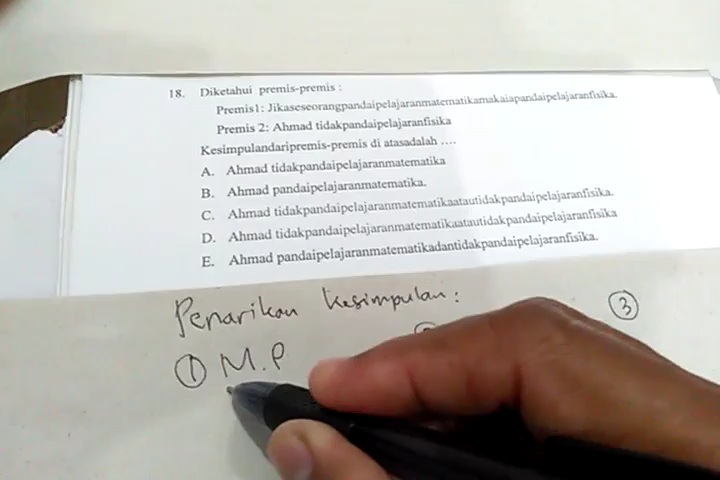 18. Diketahui premis-premis :
Premis1: Jikaseseorangpandaipelajaranmatematikamakaiapandaipelajaranfisika.
Premis 2: Ahmad tidakpandaipelajaranfisika
Kesimpulandaripremis-premis di atasadalah ….
A. Ahmad tidakpandaipelajaranmatematika
B. Ahmad pandaipelajaranmatematika.
C. Ahmad tidakpandaipelajaranmatematikaatautidakpandaipelajaranfisika.
D. Ahmad tidakpandaipelajaranmatematikaatautidakpandaipelajaranfisika
E. Ahmad pandaipelajaranmatematikadantidakpandaipelajaranfisika.
Penarikan kesimpulan :
① M.P
③